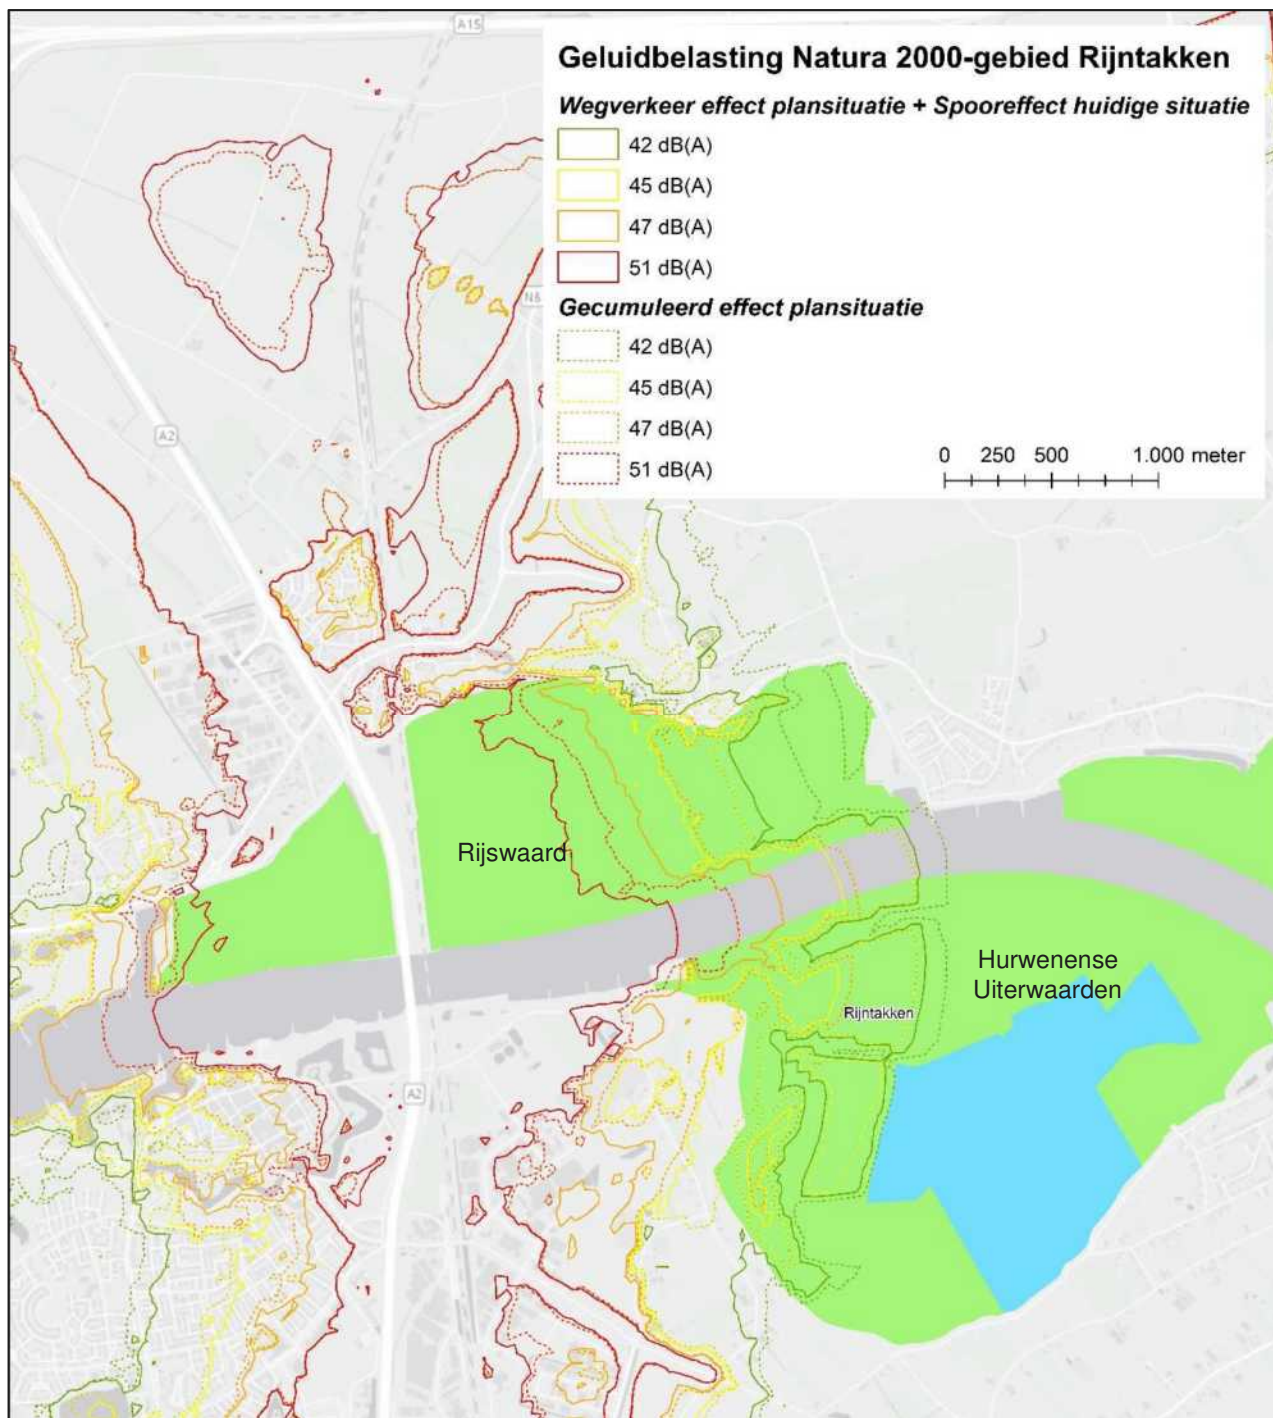 A15
Geluidbelasting Natura 2000-gebied Rijntakken
Wegverkeer effect plansituatie + Spooreffect huidige situatie
42 dB(A)
45 dB(A)
47 dB(A)
51 dB(A)
Gecumuleerd effect plansituatie
42 dB(A)
45 dB(A)
47 dB(A)
51 dB(A)
0 250 500 1.000 meter
A2
Rijswaard
Hurwenense
Uiterwaarden
Rijntakken
A2
A2